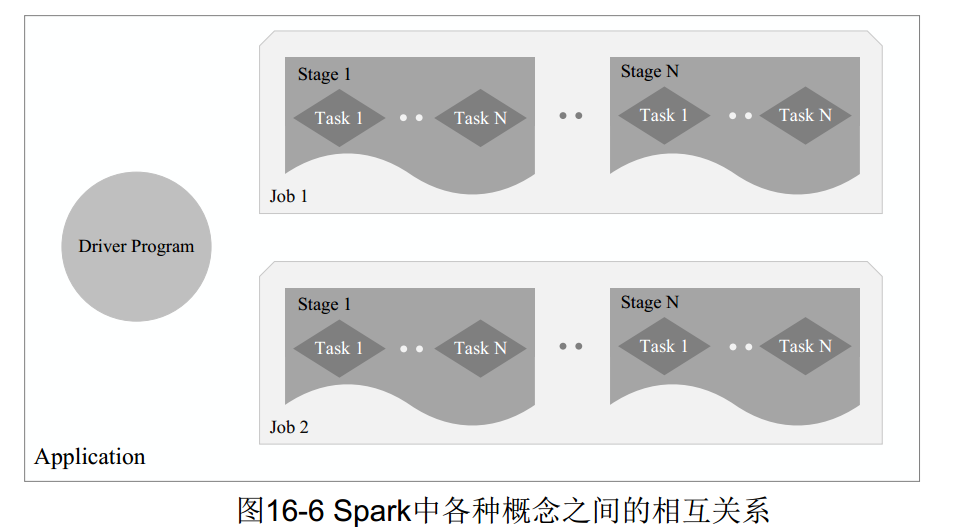 Stage 1
Task 1
Task N
Stage N
Task 1
Task N
Job 1
Driver Program
Stage 1
Task 1
Task N
Stage N
Task 1
Task N
Job 2
Application
图16-6 Spark中各种概念之间的相互关系